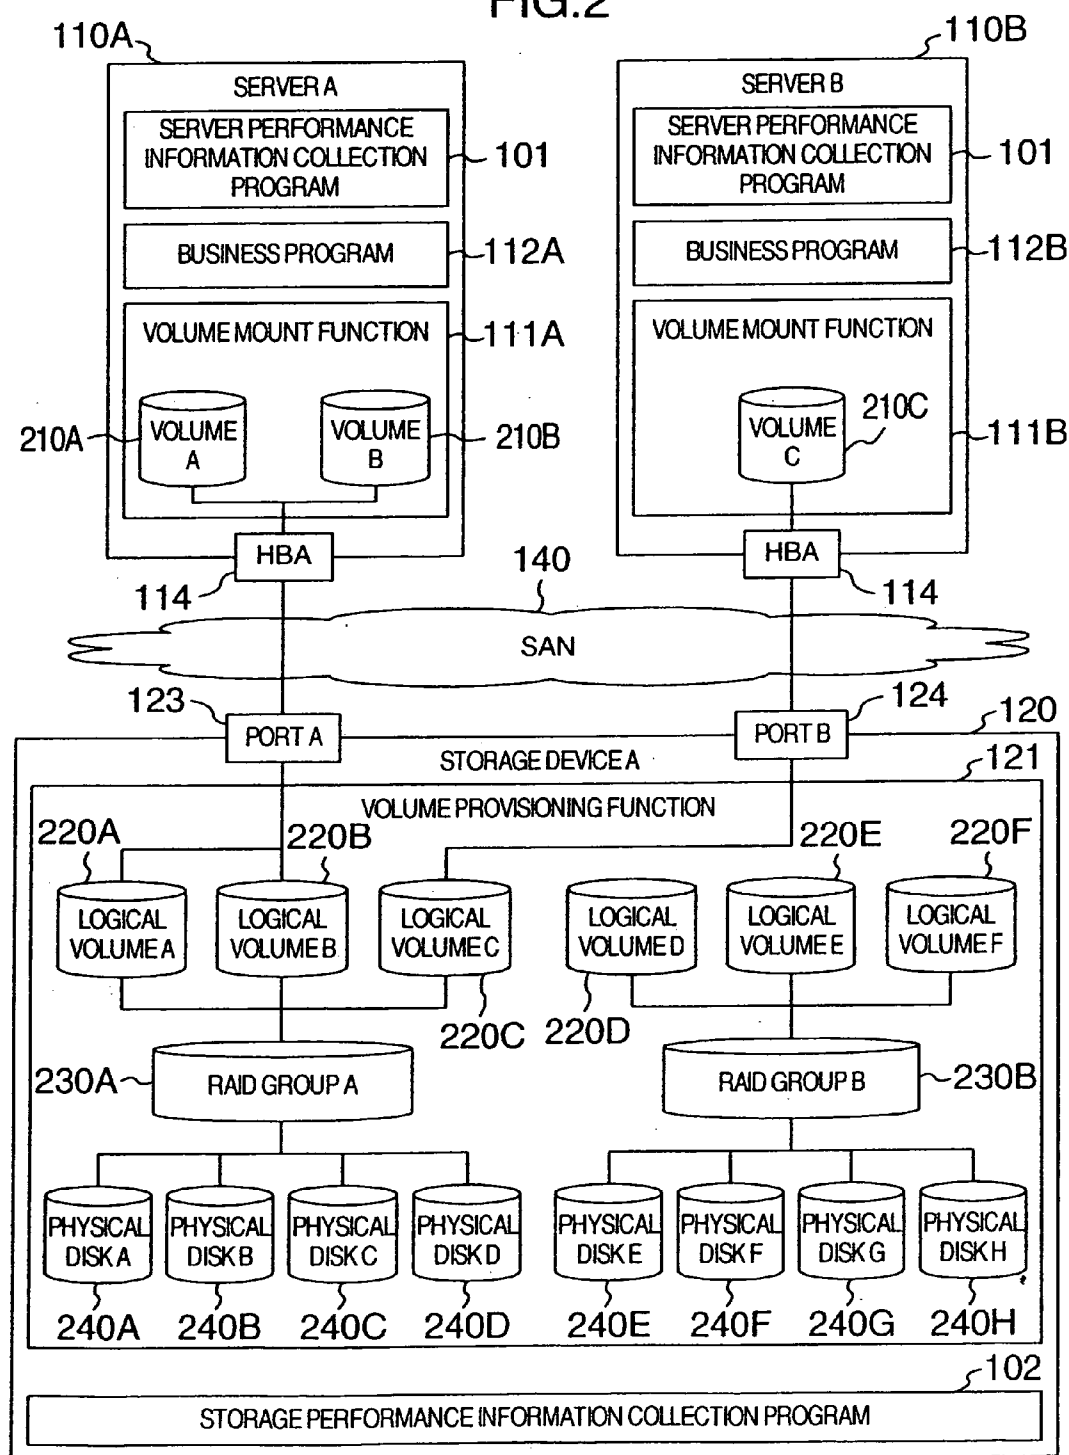 FIG.2
110A
110B
SERVER A
SERVER PERFORMANCE
INFORMATION COLLECTION
PROGRAM
101
BUSINESS PROGRAM
112A
VOLUME MOUNT FUNCTION
111A
210A
VOLUME
A
VOLUME
B
210B
HBA
114
SERVER B
SERVER PERFORMANCE
INFORMATION COLLECTION
PROGRAM
101
BUSINESS PROGRAM
112B
VOLUME MOUNT FUNCTION
210C
VOLUME
C
111B
HBA
114
140
SAN
123
PORT A
124
PORT B
120
STORAGE DEVICE A
121
VOLUME PROVISIONING FUNCTION
220A
220B
220E
220F
LOGICAL
VOLUME A
LOGICAL
VOLUME B
LOGICAL
VOLUME C
LOGICAL
VOLUME D
LOGICAL
VOLUME E
LOGICAL
VOLUME F
220C
220D
230A
RAID GROUP A
RAID GROUP B
230B
PHYSICAL
DISK A
PHYSICAL
DISK B
PHYSICAL
DISK C
PHYSICAL
DISK D
PHYSICAL
DISK E
PHYSICAL
DISK F
PHYSICAL
DISK G
PHYSICAL
DISK H
240A
240B
240C
240D
240E
240F
240G
240H
102
STORAGE PERFORMANCE INFORMATION COLLECTION PROGRAM